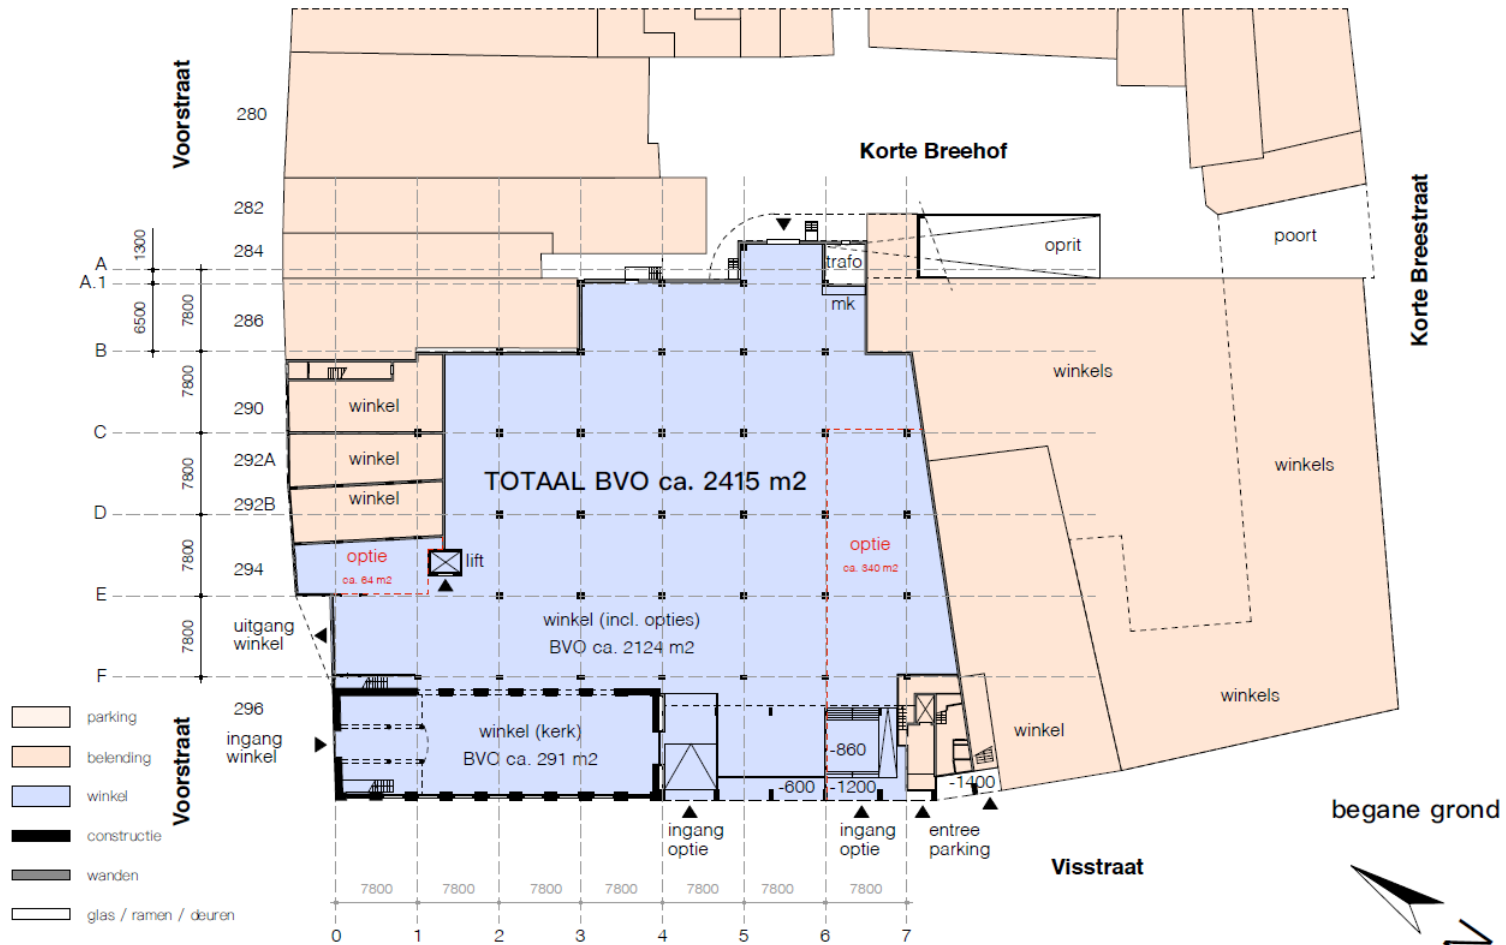 Voorstraat
280
282
284
286
290
292A
292B
294
296
Korte Breehof
Korte Breestraat
poort
oprit
trafo
mk
1300
6500
7800
7800
7800
7800
7800
A
A.1
B
C
D
E
F
winkels
winkels
winkels
winkel
winkel
winkel
winkel
TOTAAL BVO ca. 2415 m2
optie
ca. 64 m2
lift
optie
ca. 340 m2
winkel (incl. opties)
BVO ca. 2124 m2
uitgang
winkel
ingang
winkel
winkel (kerk)
BVO ca. 291 m2
-860
-600
-1200
-1400
ingang
optie
ingang
optie
entree
parking
Visstraat
begane grond
Voorstraat
parking
belending
winkel
constructie
wanden
glas / ramen / deuren
7800
7800
7800
7800
7800
7800
7800
0
1
2
3
4
5
6
7
N